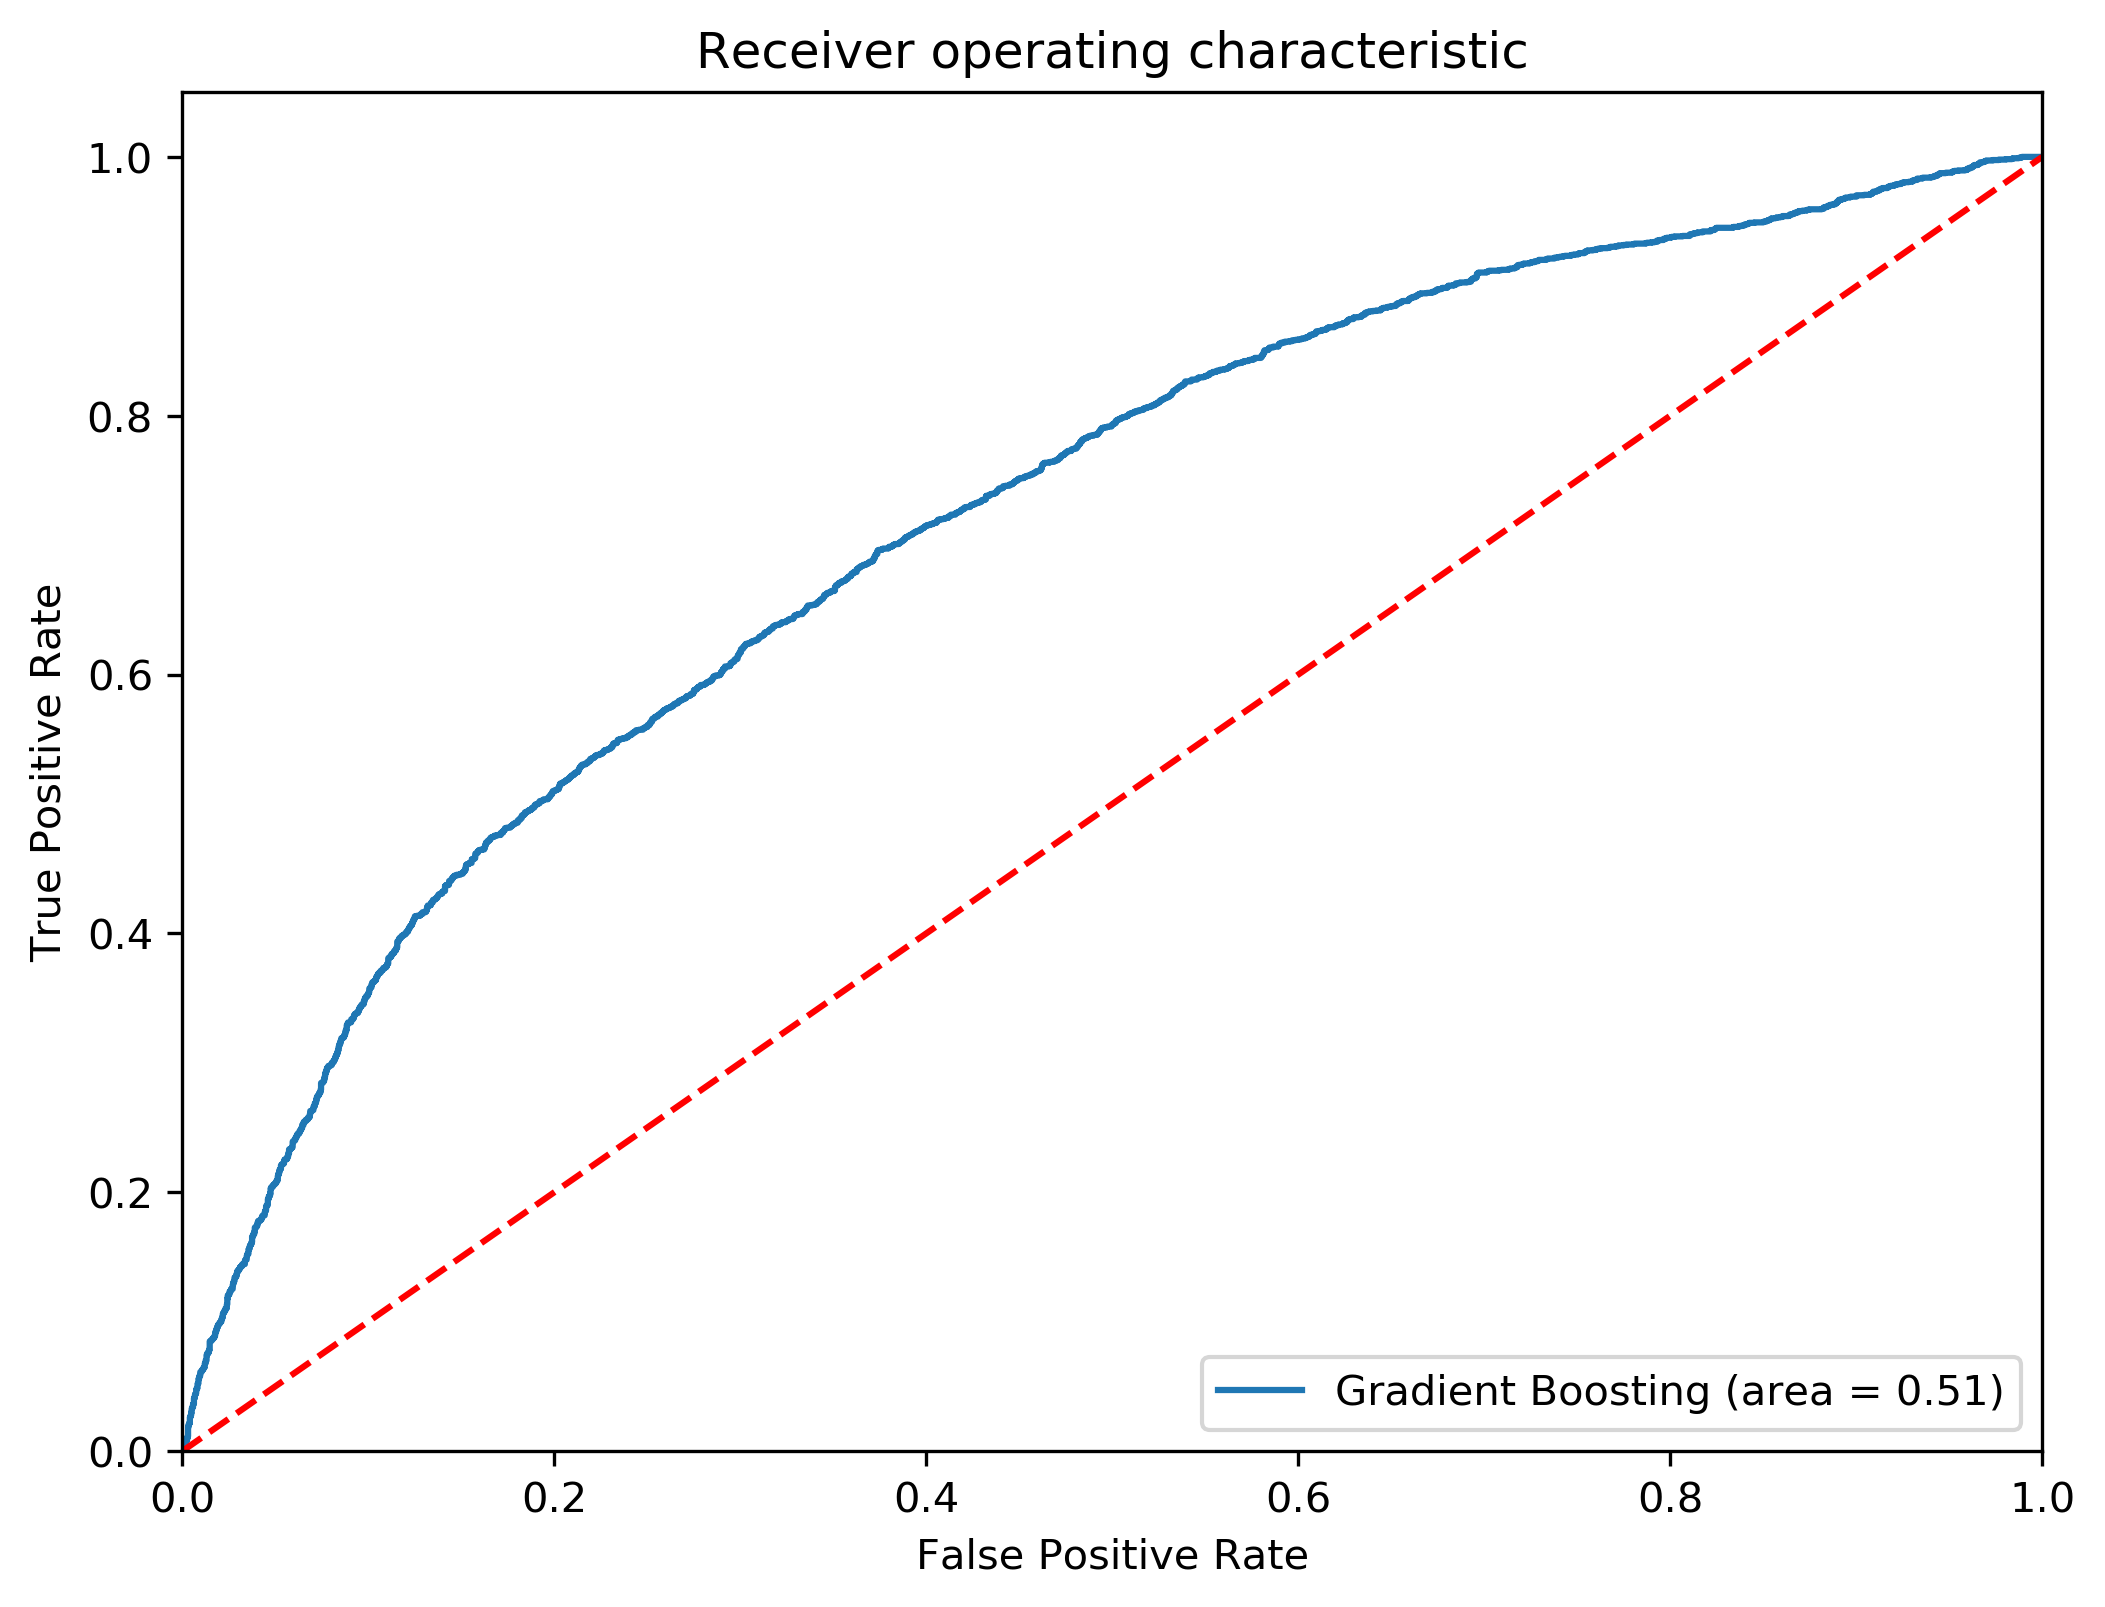 Receiver operating characteristic
1.0
0.8
0.6
0.4
0.2
0.0
True Positive Rate
Gradient Boosting (area = 0.51)
0.0 0.2 0.4 0.6 0.8 1.0
False Positive Rate